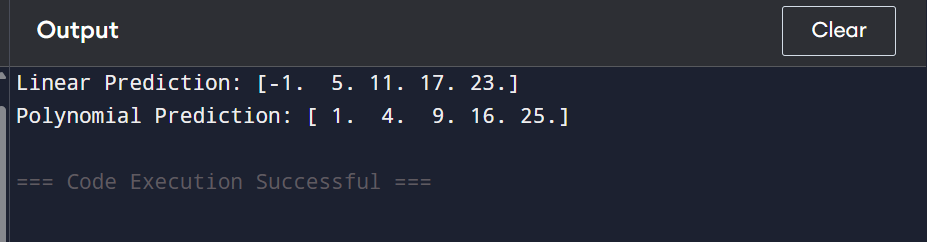 Output
Clear
Linear Prediction: [-1.  5. 11. 17. 23.]
Polynomial Prediction: [ 1.  4.  9. 16. 25.]
=== Code Execution Successful ===